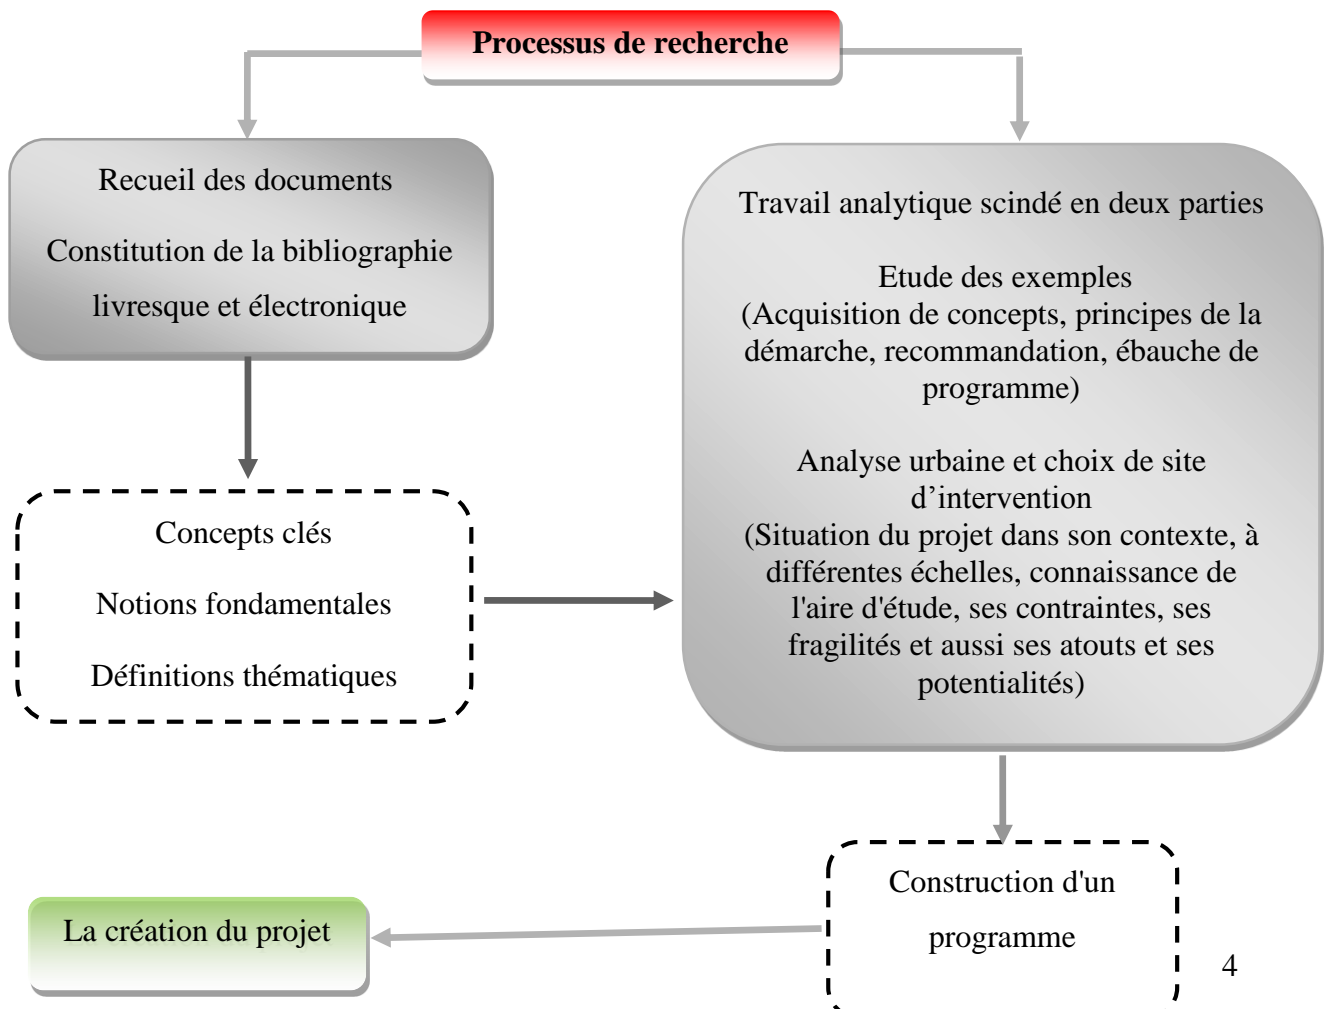 Processus de recherche
Recueil des documents
Constitution de la bibliographie
livresque et électronique
Concepts clés
Notions fondamentales
Définitions thématiques
Travail analytique scindé en deux parties
Etude des exemples
(Acquisition de concepts, principes de la
démarche, recommandation, ébauche de
programme)
Analyse urbaine et choix de site
d’intervention
(Situation du projet dans son contexte, à
différentes échelles, connaissance de
l'aire d'étude, ses contraintes, ses
fragilités et aussi ses atouts et ses
potentialités)
Construction d'un
programme
La création du projet
4